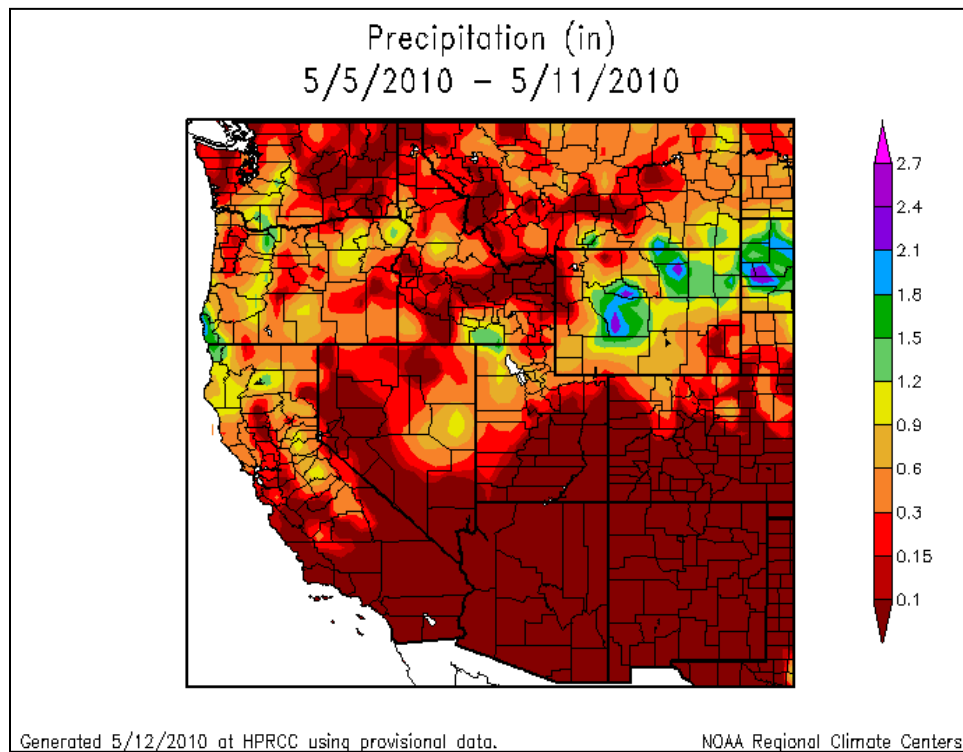 Precipitation (in)
5/5/2010 – 5/11/2010
2.7
2.4
2.1
1.8
1.5
1.2
0.9
0.6
0.3
0.15
0.1
Generated 5/12/2010 at HPRCC using provisional data.
NOAA Regional Climate Centers